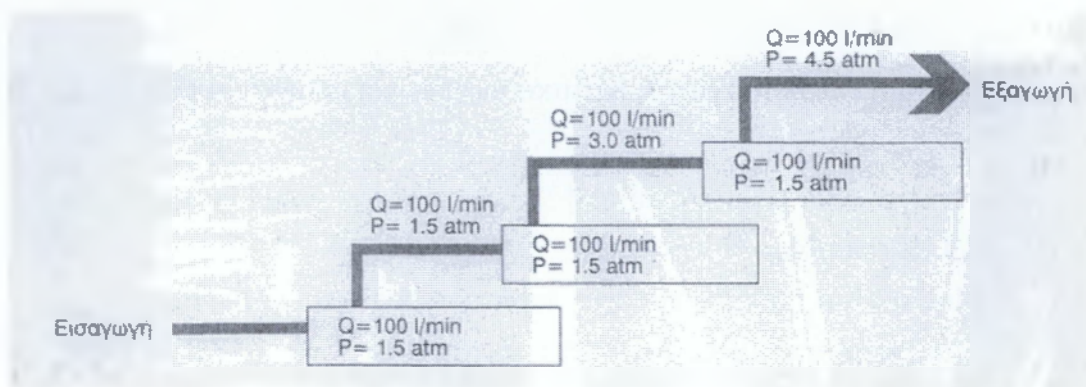 Q=100 l/min
P= 4.5 atm
Εξαγωγή
Q=100 l/min
P= 3.0 atm
Q=100 l/min
P= 1.5 atm
Q=100 l/min
P= 1.5 atm
Q=100 l/min
P= 1.5 atm
Εισαγωγή
Q=100 l/min
P= 1.5 atm